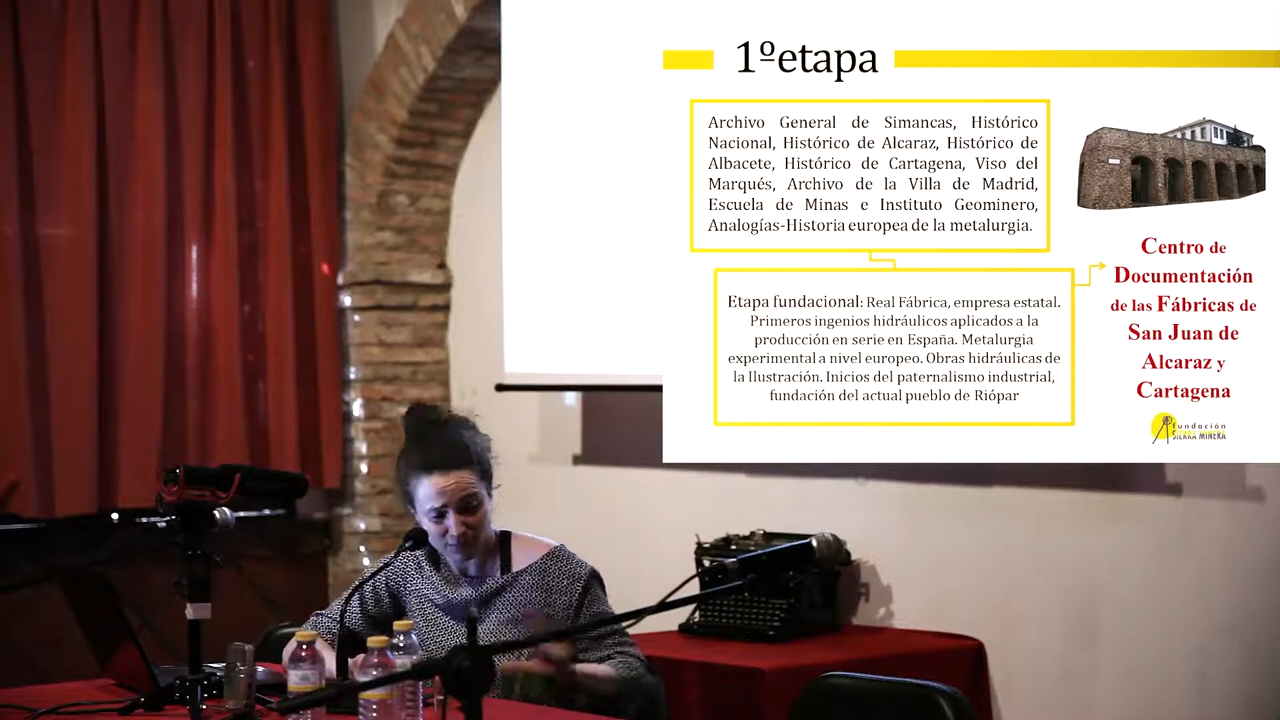 1ºetapa
Archivo General de Simancas, Histórico
Nacional, Histórico de Alcaraz, Histórico de
Albacete, Histórico de Cartagena, Viso del
Marqués, Archivo de la Villa de Madrid,
Escuela de Minas e Instituto Geominero,
Analogías-Historia europea de la metalurgia.
Etapa fundacional: Real Fábrica, empresa estatal.
Primeros ingenios hidráulicos aplicados a la
producción en serie en España. Metalurgia
experimental a nivel europeo. Obras hidráulicas de
la Ilustración. Inicios del paternalismo industrial,
fundación del actual pueblo de Riópar
Centro de
Documentación
de las Fábricas de
San Juan de
Alcaraz y
Cartagena
Fundación
SIERRA MINERA